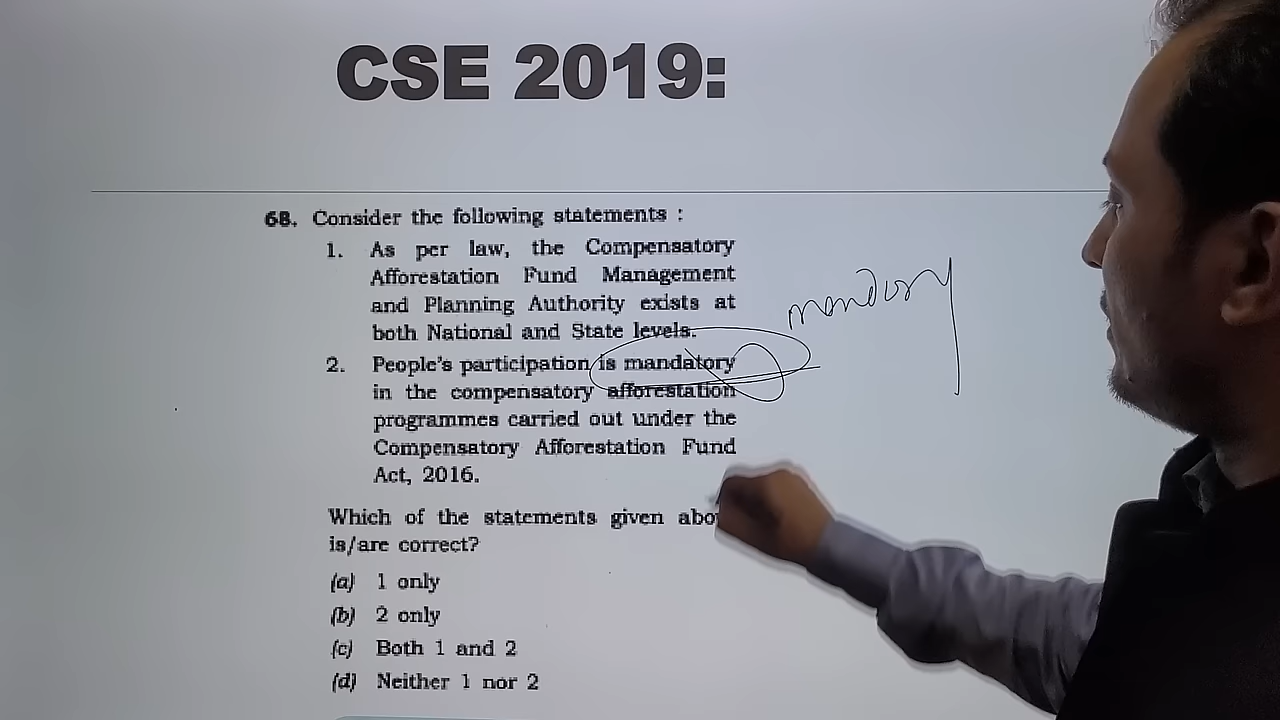 CSE 2019:
68. Consider the following statements :
1. As per law, the Compensatory
Afforestation Fund Management
and Planning Authority exists at
both National and State levels.
2. People's participation is mandatory
in the compensatory afforestation
programmes carried out under the
Compensatory Afforestation Fund
Act, 2016.
Which of the statements given abo
is/are correct?
(a) 1 only
(b) 2 only
(c) Both 1 and 2
(d) Neither 1 nor 2